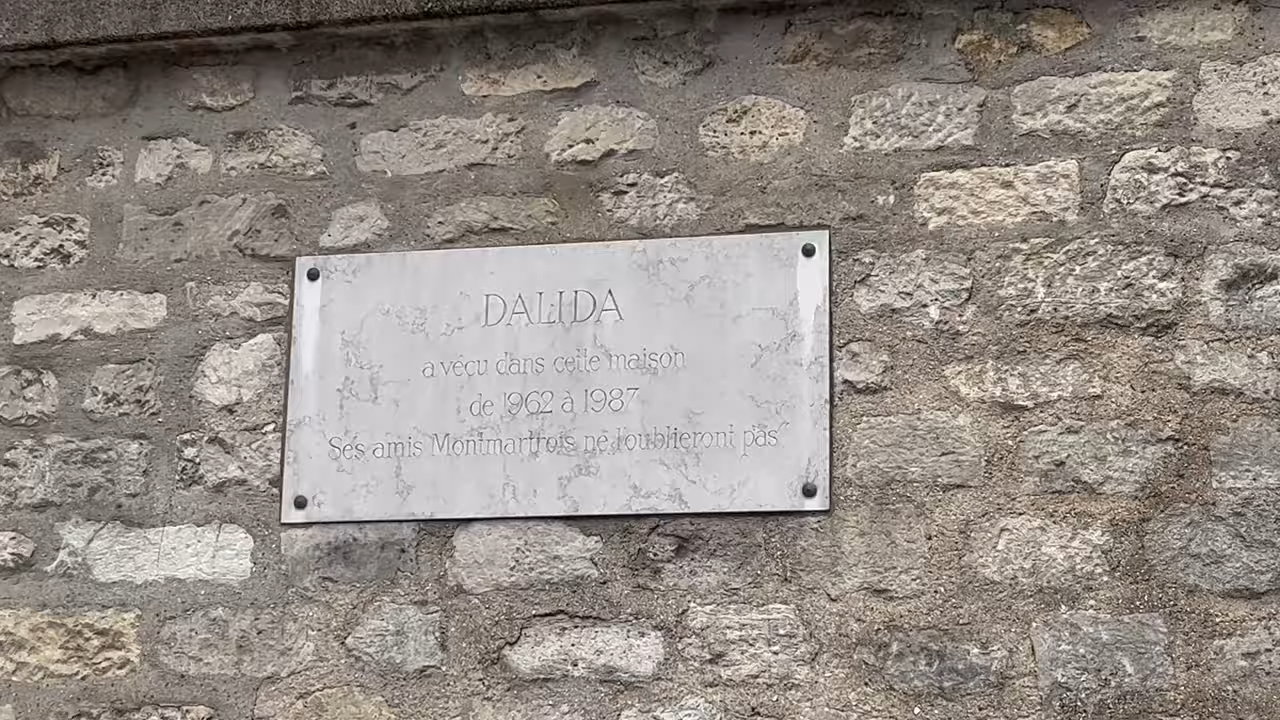 DALIDA
a vécu dans cette maison
de 1962 à 1987
"Ses amis Montmartrois ne l'oublieront pas"